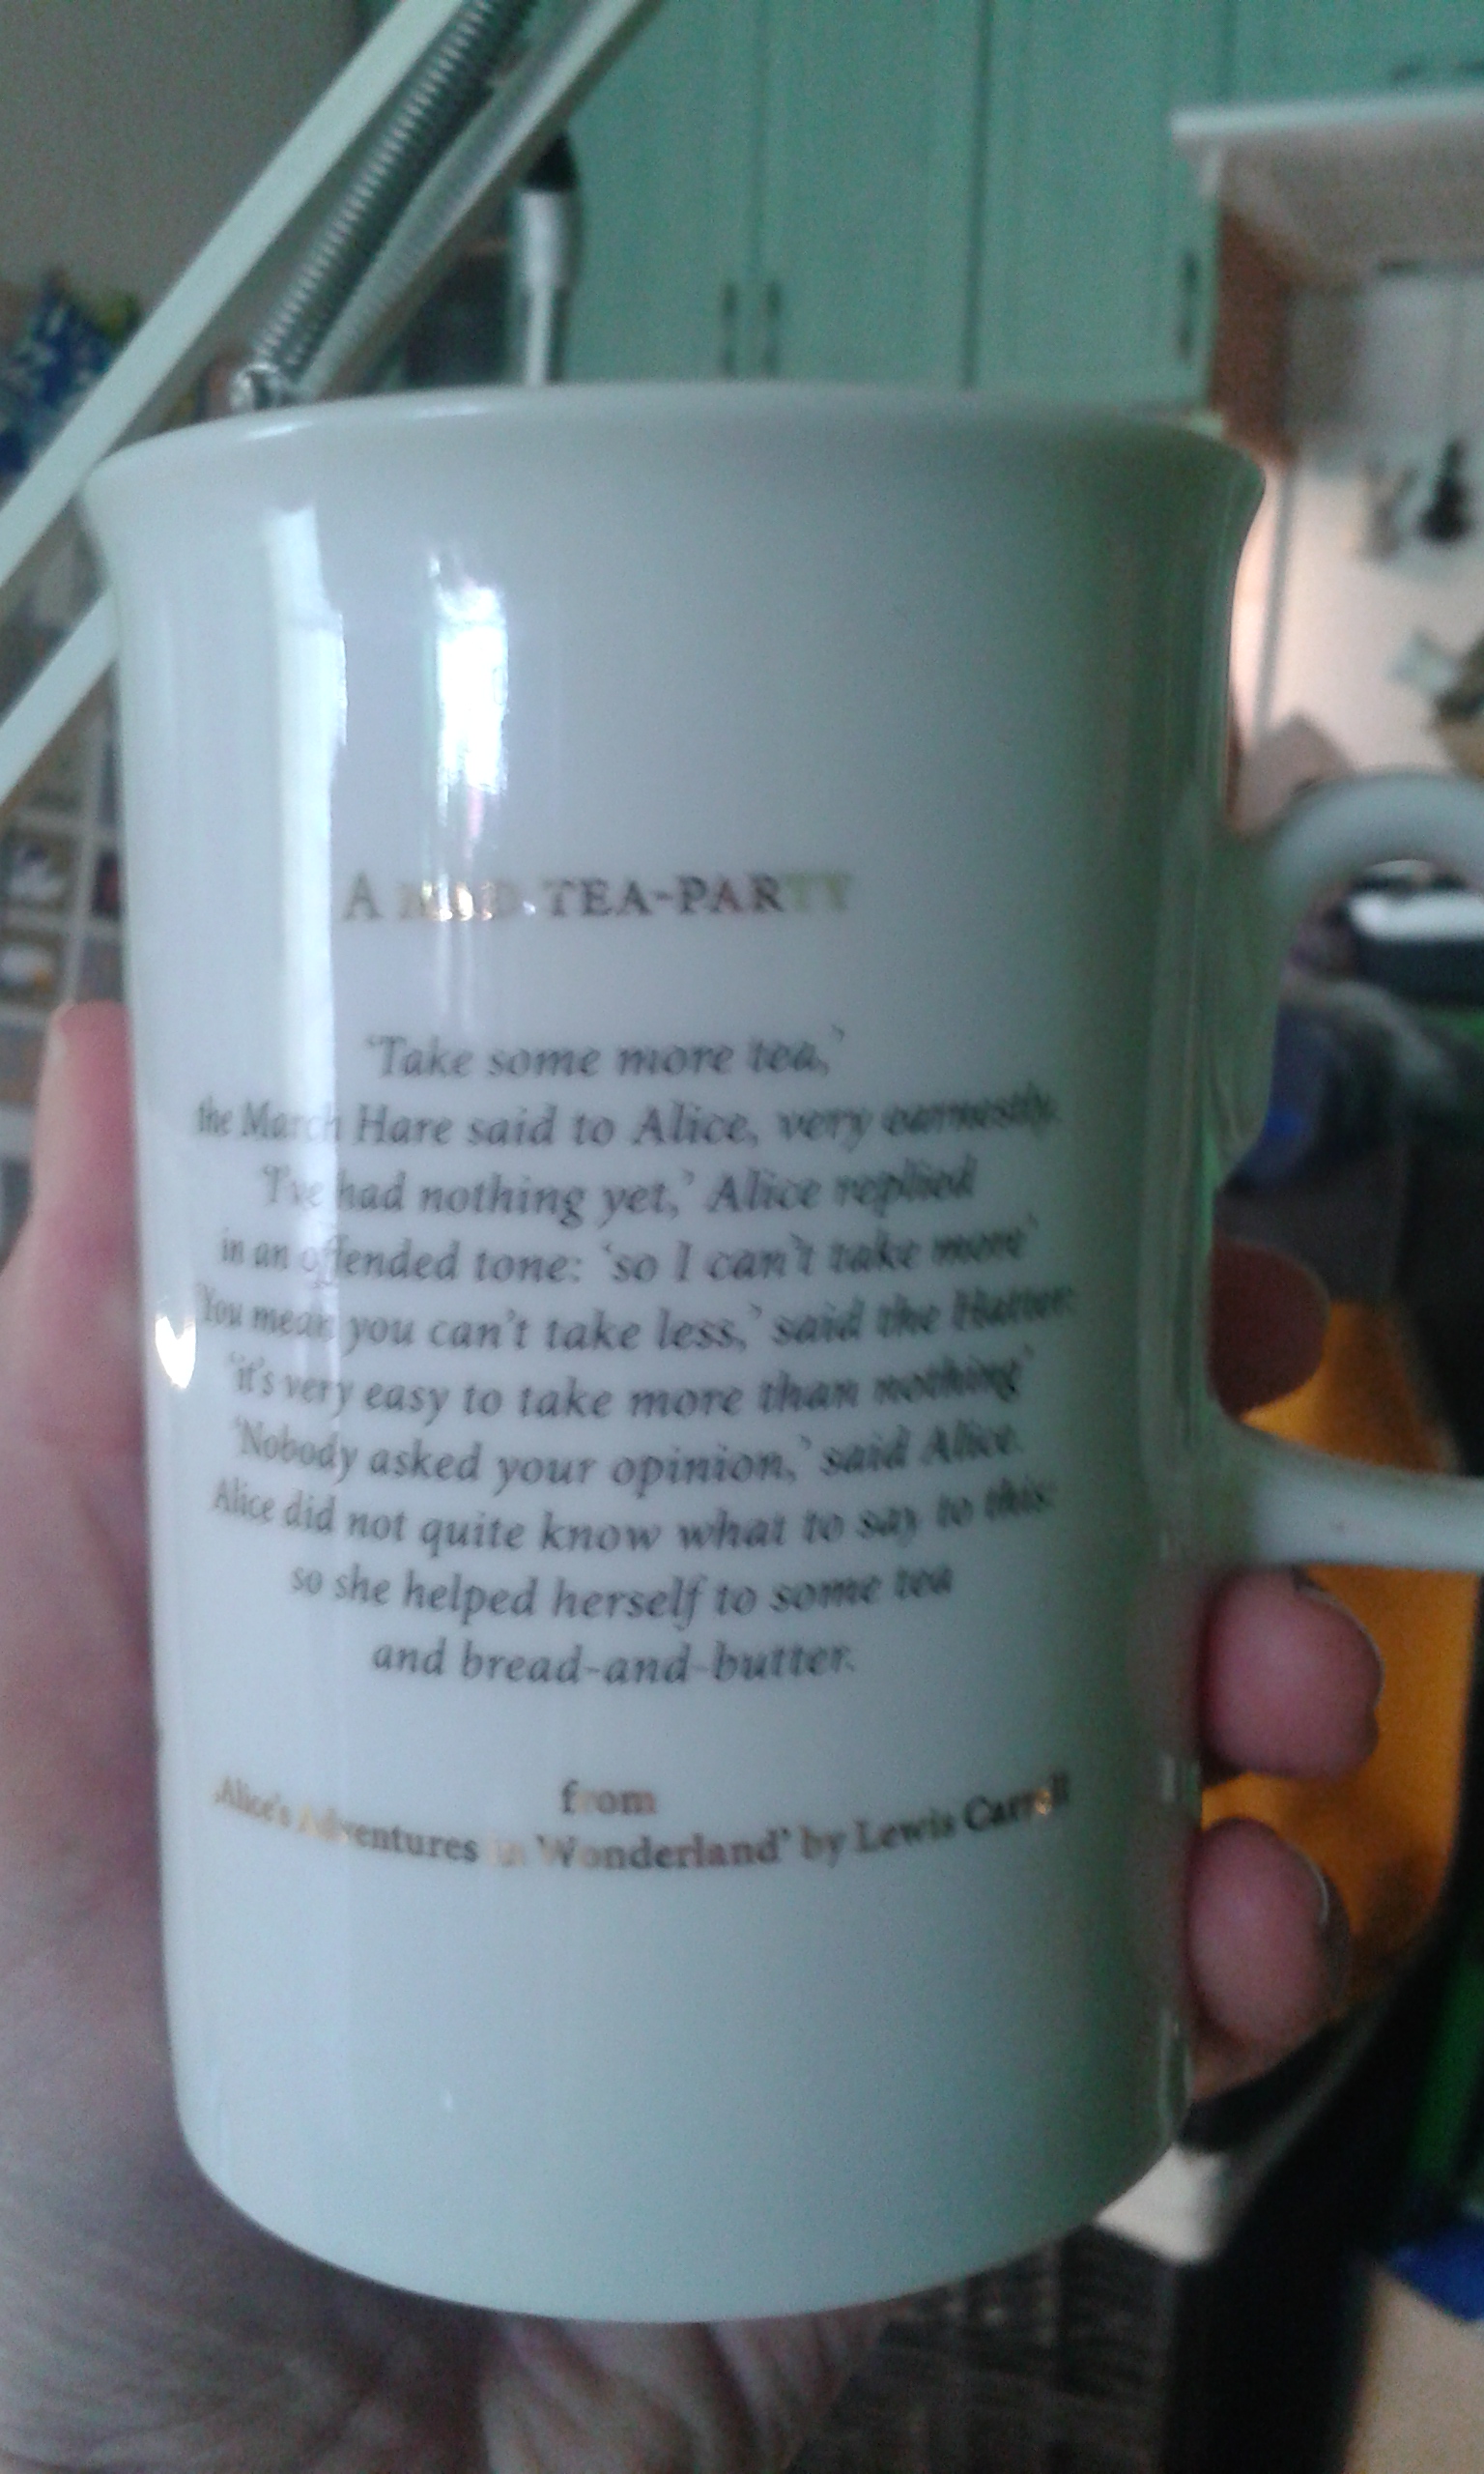 A MAD TEA-PARTY
‘Take some more tea,’
the March Hare said to Alice, very earnestly.
‘I've had nothing yet,’ Alice replied
in an offended tone: ‘so I can't take more’
‘You mean you can't take less,’ said the Hatter:
‘it's very easy to take more than nothing’
‘Nobody asked your opinion,’ said Alice.
Alice did not quite know what to say to this:
so she helped herself to some tea
and bread-and-butter.
from
‚Alice's Adventures in Wonderland’ by Lewis Carroll